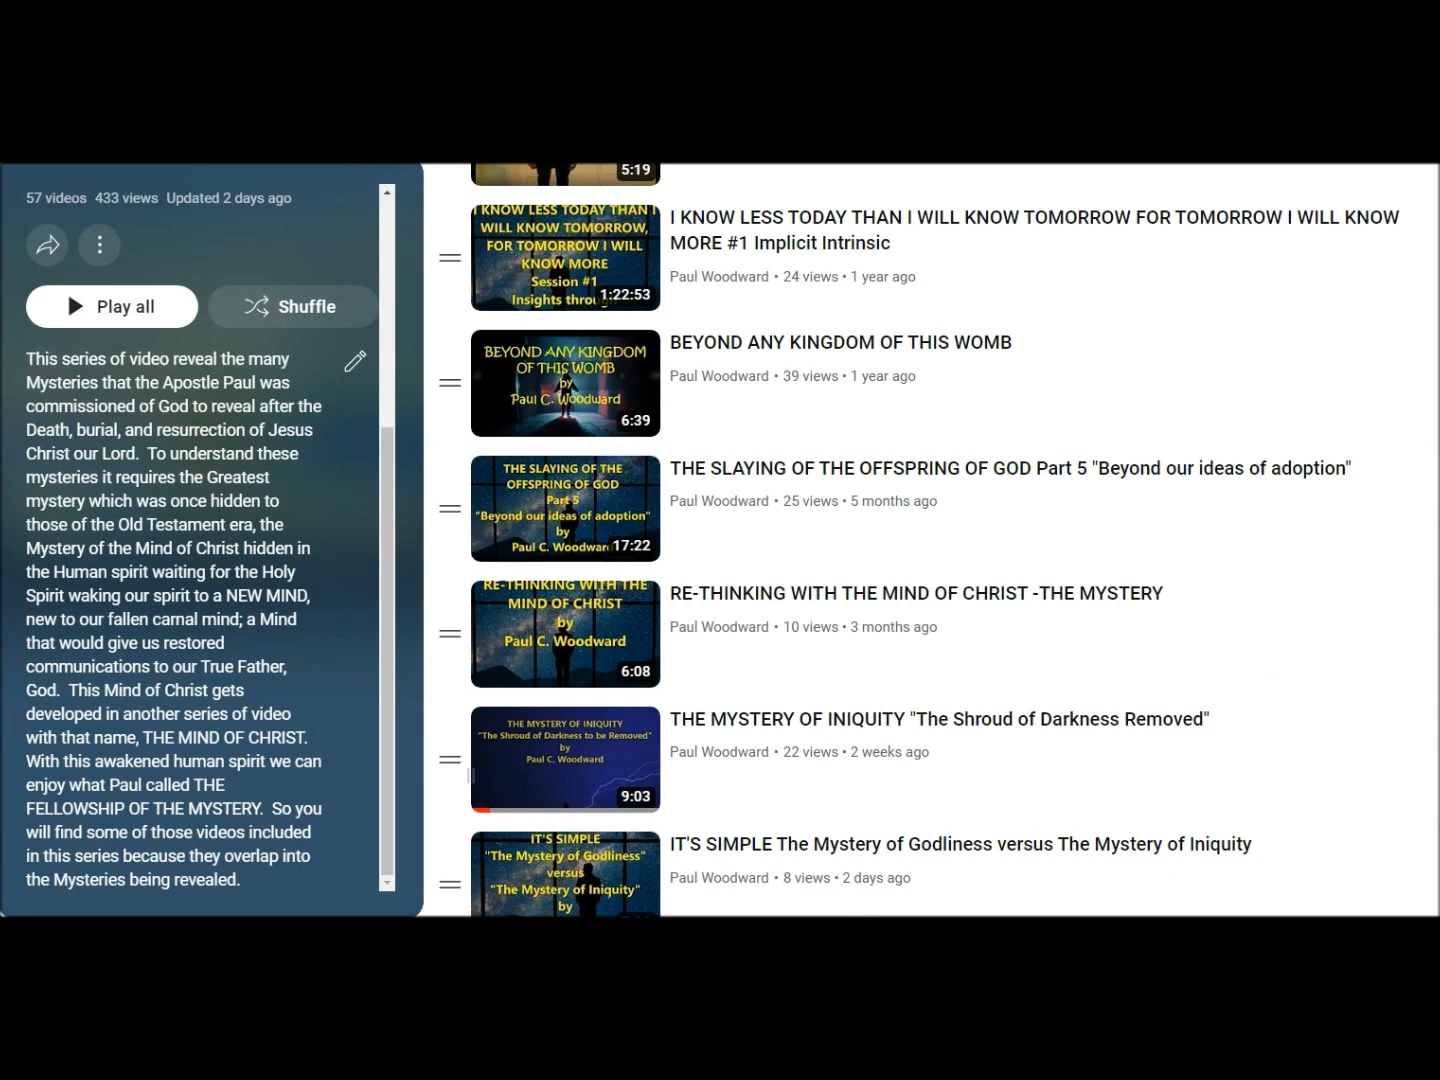 57 videos 433 views Updated 2 days ago
Play all
Shuffle
This series of video reveal the many
Mysteries that the Apostle Paul was
commissioned of God to reveal after the
Death, burial, and resurrection of Jesus
Christ our Lord. To understand these
mysteries it requires the Greatest
mystery which was once hidden to
those of the Old Testament era, the
Mystery of the Mind of Christ hidden in
the Human spirit waiting for the Holy
Spirit waking our spirit to a NEW MIND,
new to our fallen carnal mind; a Mind
that would give us restored
communications to our True Father,
God. This Mind of Christ gets
developed in another series of video
with that name, THE MIND OF CHRIST.
With this awakened human spirit we can
enjoy what Paul called THE
FELLOWSHIP OF THE MYSTERY. So you
will find some of those videos included
in this series because they overlap into
the Mysteries being revealed.
5:19
I KNOW LESS TODAY THAN I
WILL KNOW TOMORROW,
FOR TOMORROW I WILL
KNOW MORE
Session #1
Insights
1:22:53
I KNOW LESS TODAY THAN I WILL KNOW TOMORROW FOR TOMORROW I WILL KNOW
MORE #1 Implicit Intrinsic
Paul Woodward • 24 views • 1 year ago
BEYOND ANY KINGDOM
OF THIS WOMB
by
Paul C. Woodward
6:39
BEYOND ANY KINGDOM OF THIS WOMB
Paul Woodward • 39 views • 1 year ago
THE SLAYING OF THE
OFFSPRING OF GOD
Part 5
"Beyond our ideas of adoption"
by
Paul C. Woodward
17:22
THE SLAYING OF THE OFFSPRING OF GOD Part 5 "Beyond our ideas of adoption"
Paul Woodward • 25 views • 5 months ago
RE-THINKING WITH THE
MIND OF CHRIST
by
Paul C. Woodward
6:08
RE-THINKING WITH THE MIND OF CHRIST -THE MYSTERY
Paul Woodward • 10 views • 3 months ago
THE MYSTERY OF INIQUITY
"The Shroud of Darkness to be Removed"
by
Paul C. Woodward
9:03
THE MYSTERY OF INIQUITY "The Shroud of Darkness Removed"
Paul Woodward • 22 views • 2 weeks ago
IT'S SIMPLE
"The Mystery of Godliness"
versus
"The Mystery of Iniquity"
by
IT'S SIMPLE The Mystery of Godliness versus The Mystery of Iniquity
Paul Woodward • 8 views • 2 days ago